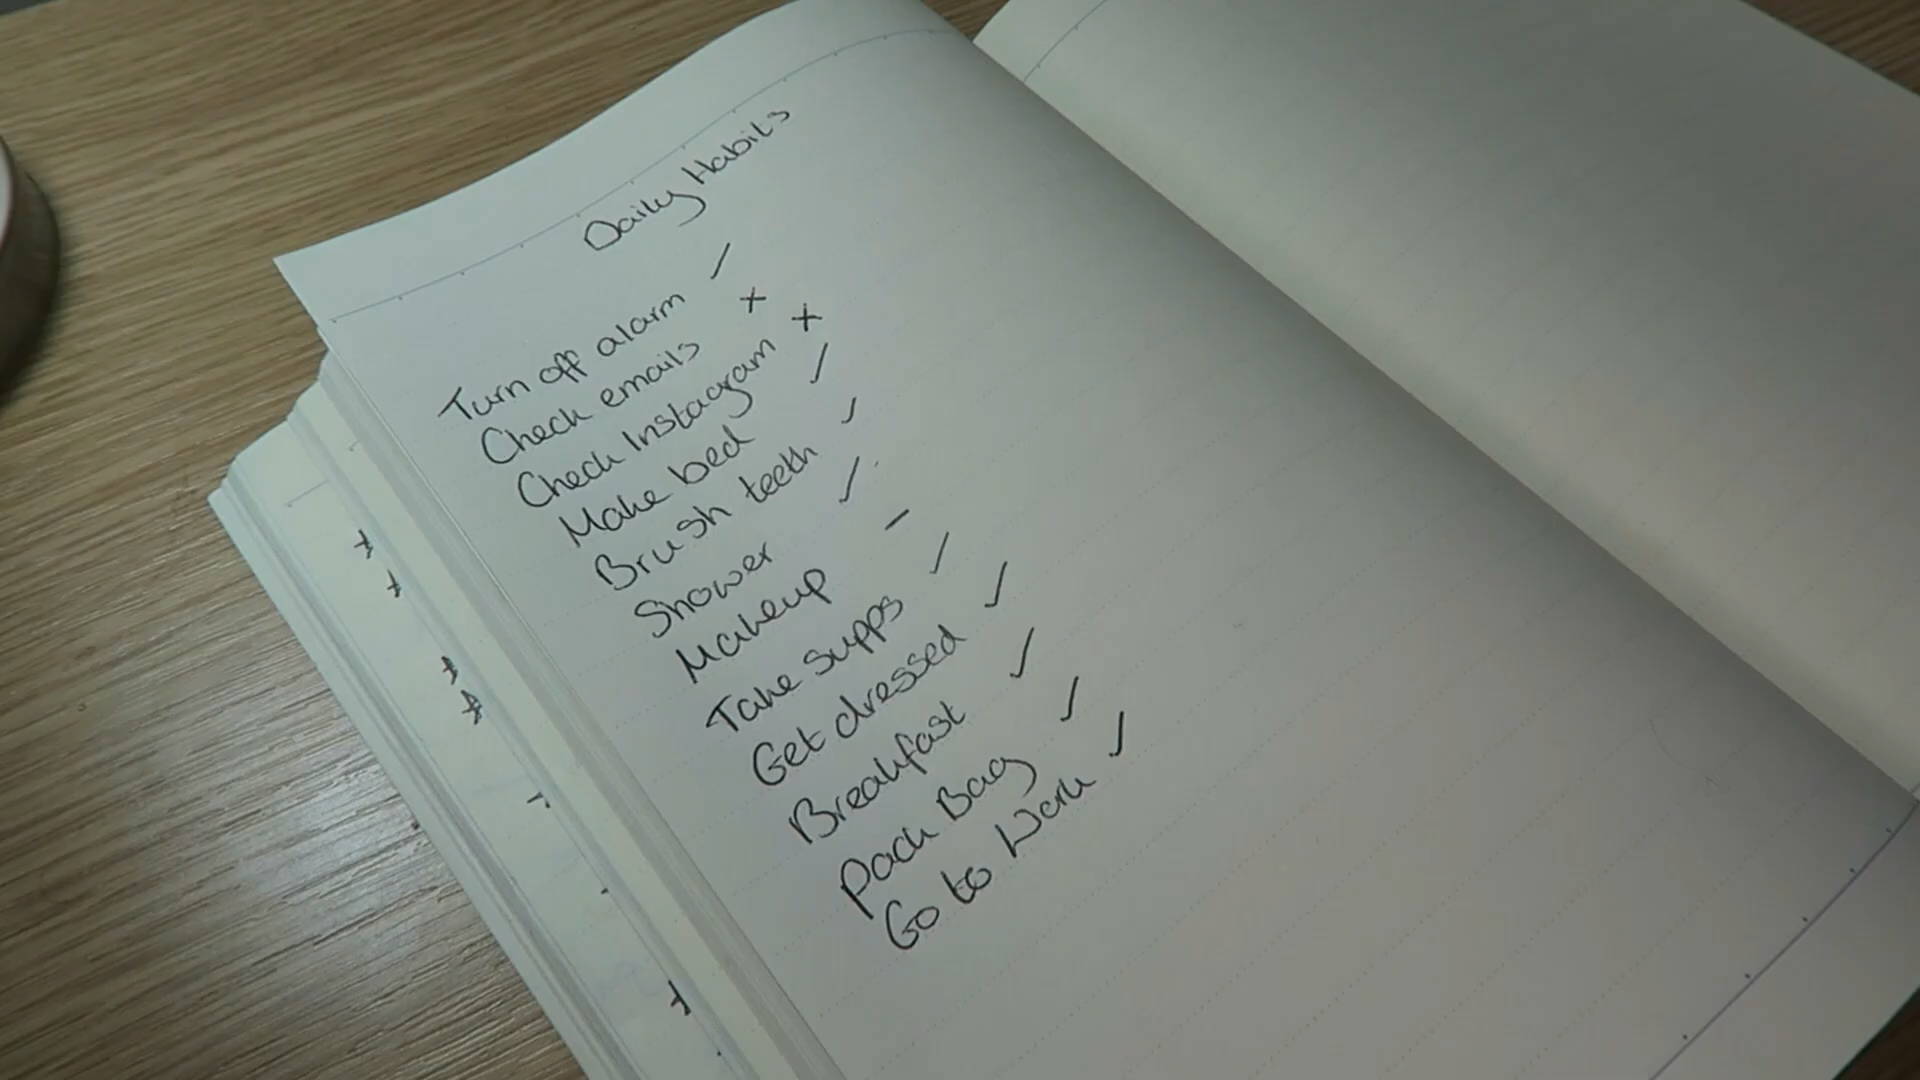 Daily Habits
Turn off alarm ✓
Check emails x
Check Instagram x
Make bed ✓
Brush teeth ✓
Shower ✓
Makeup –
Take supps ✓
Get dressed ✓
Breakfast ✓
Pack Bag ✓
Go to Work ✓